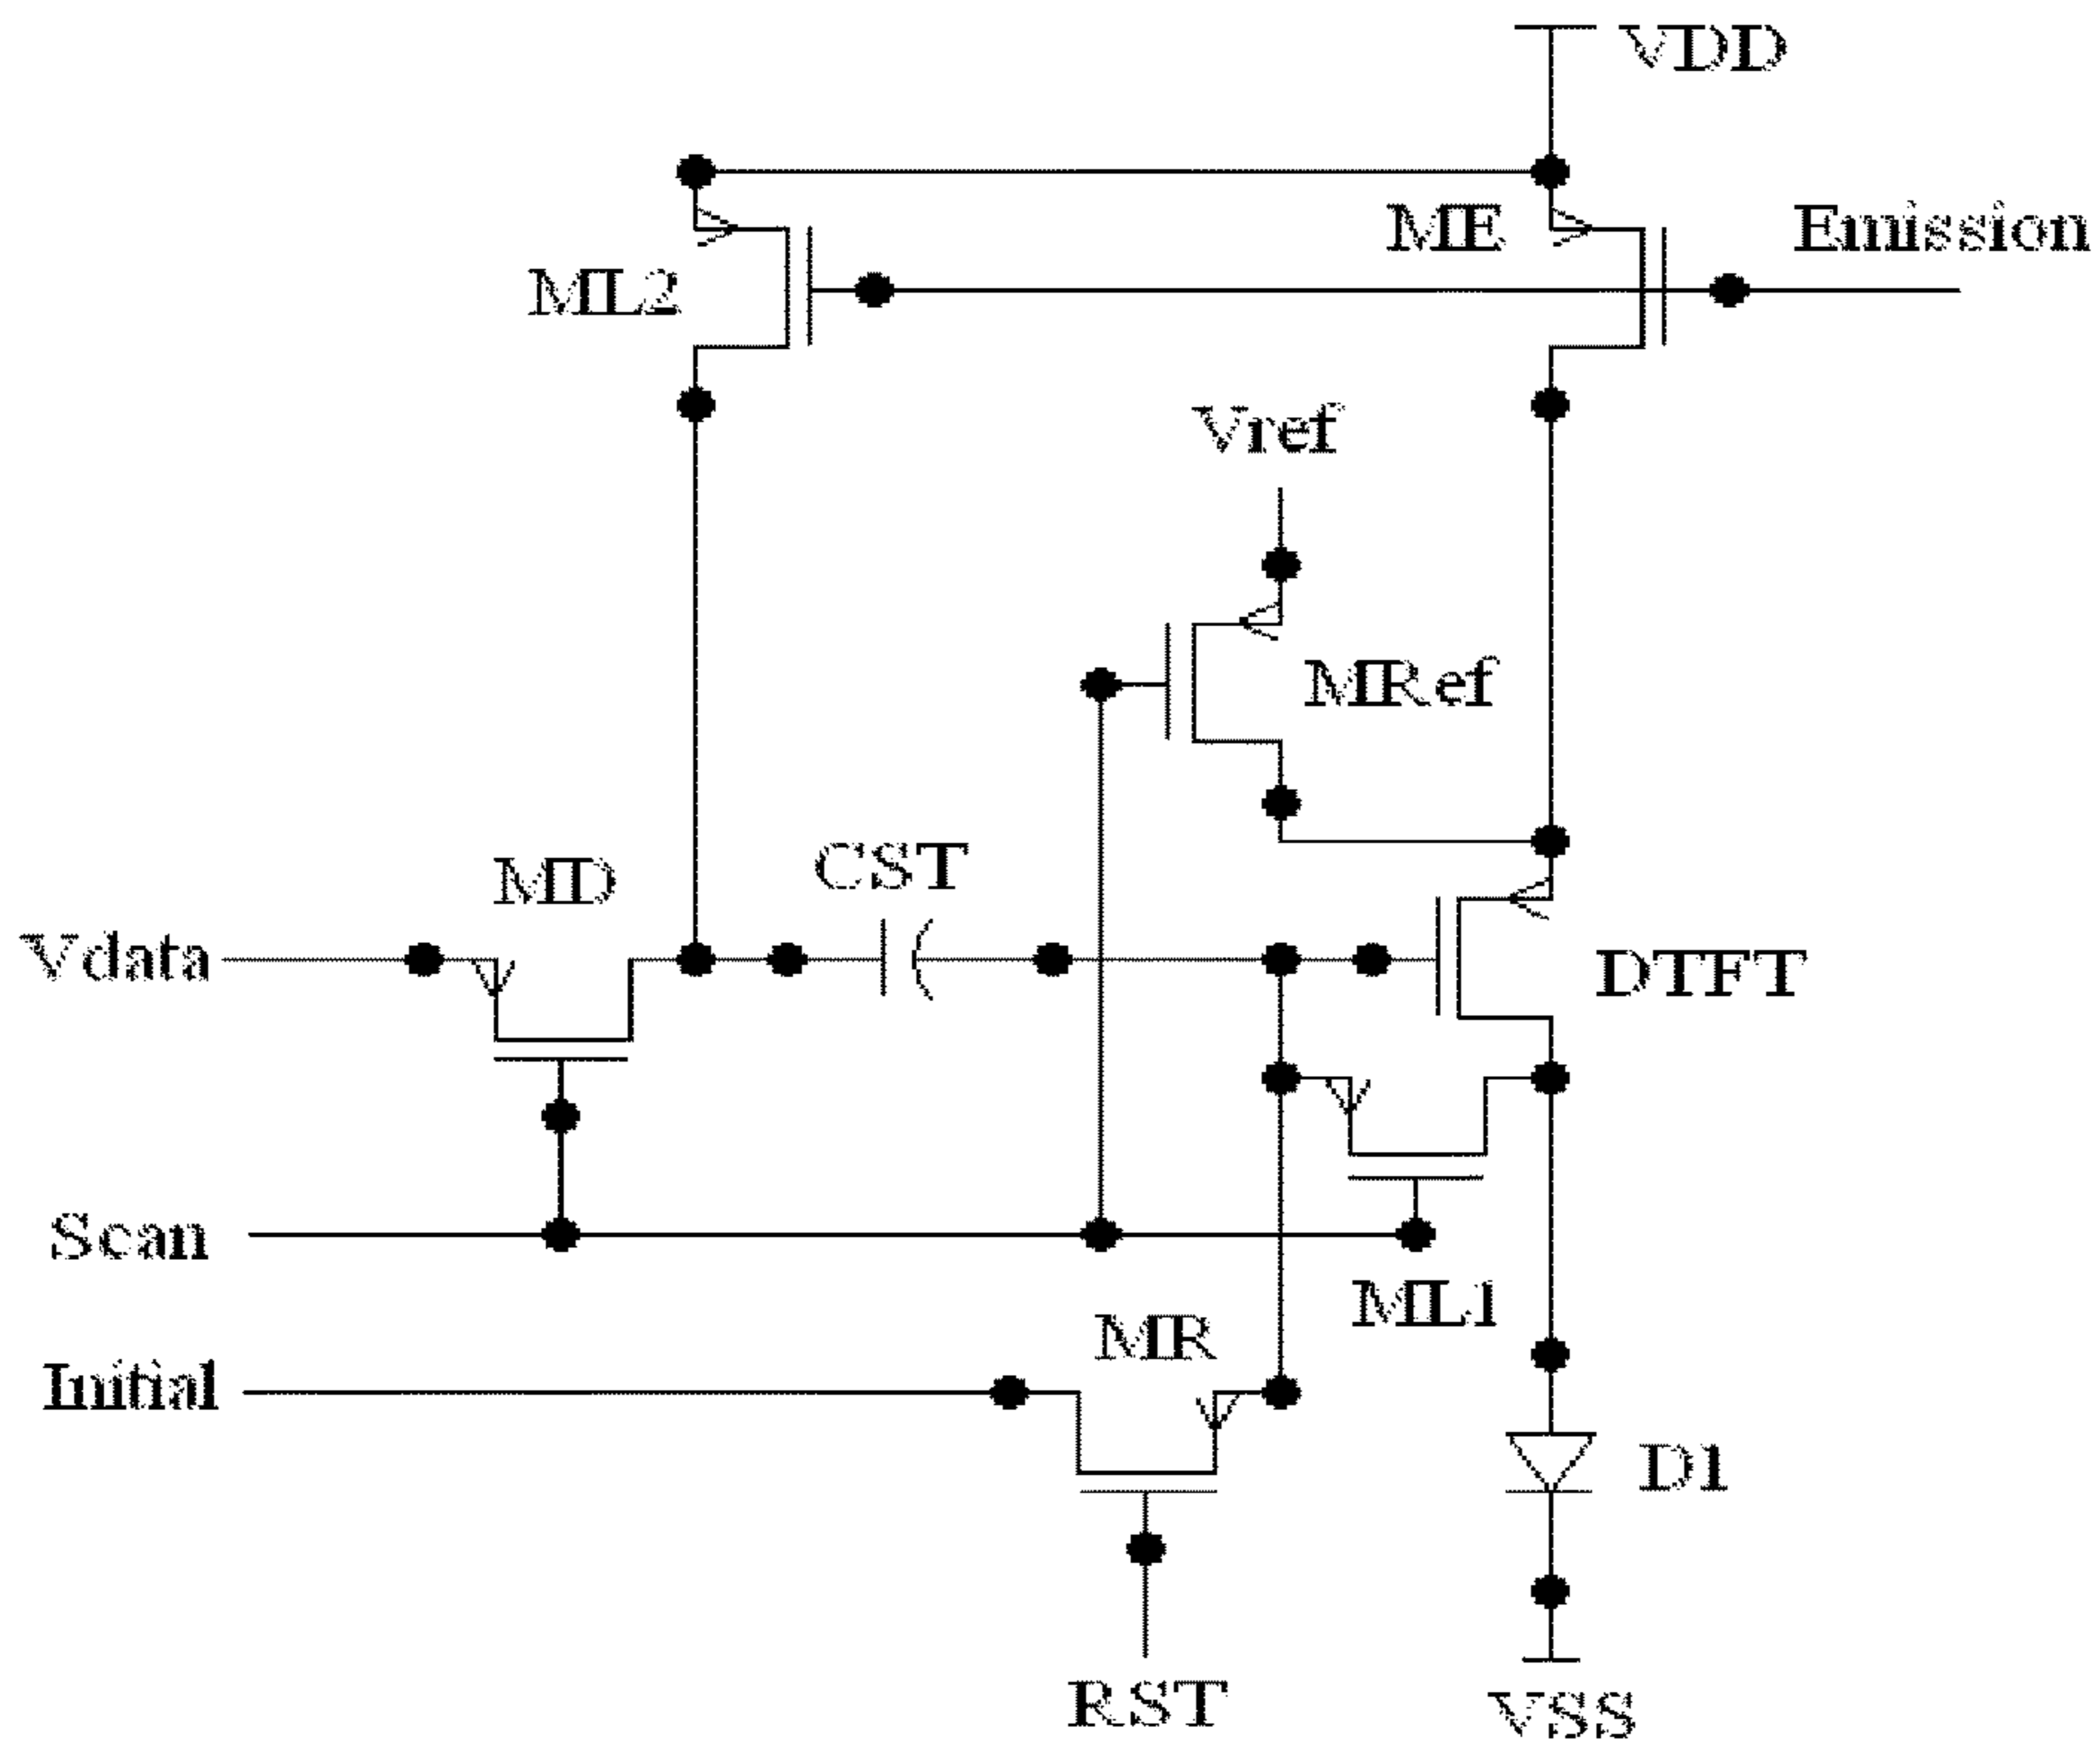 VDD
ME
Emission
ML2
Vref
MRef
CST
MD
Vdata
DTFT
Scan
ML1
MR
Initial
D1
RST
VSS